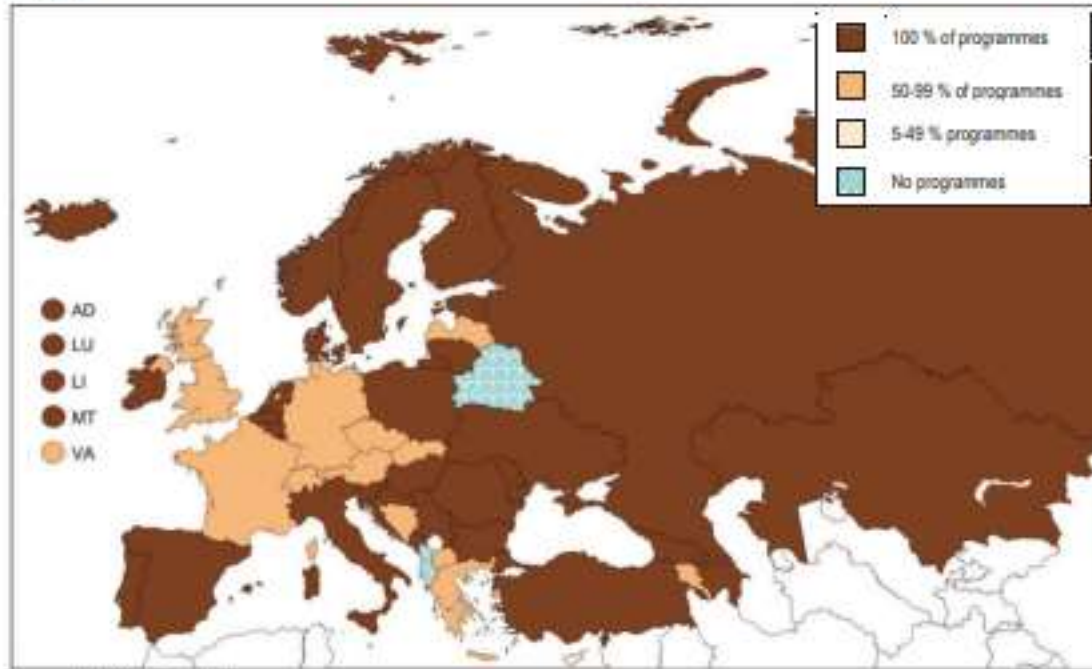 100 % of programmes
50-99 % of programmes
5-49 % programmes
No programmes
AD
LU
LI
MT
VA